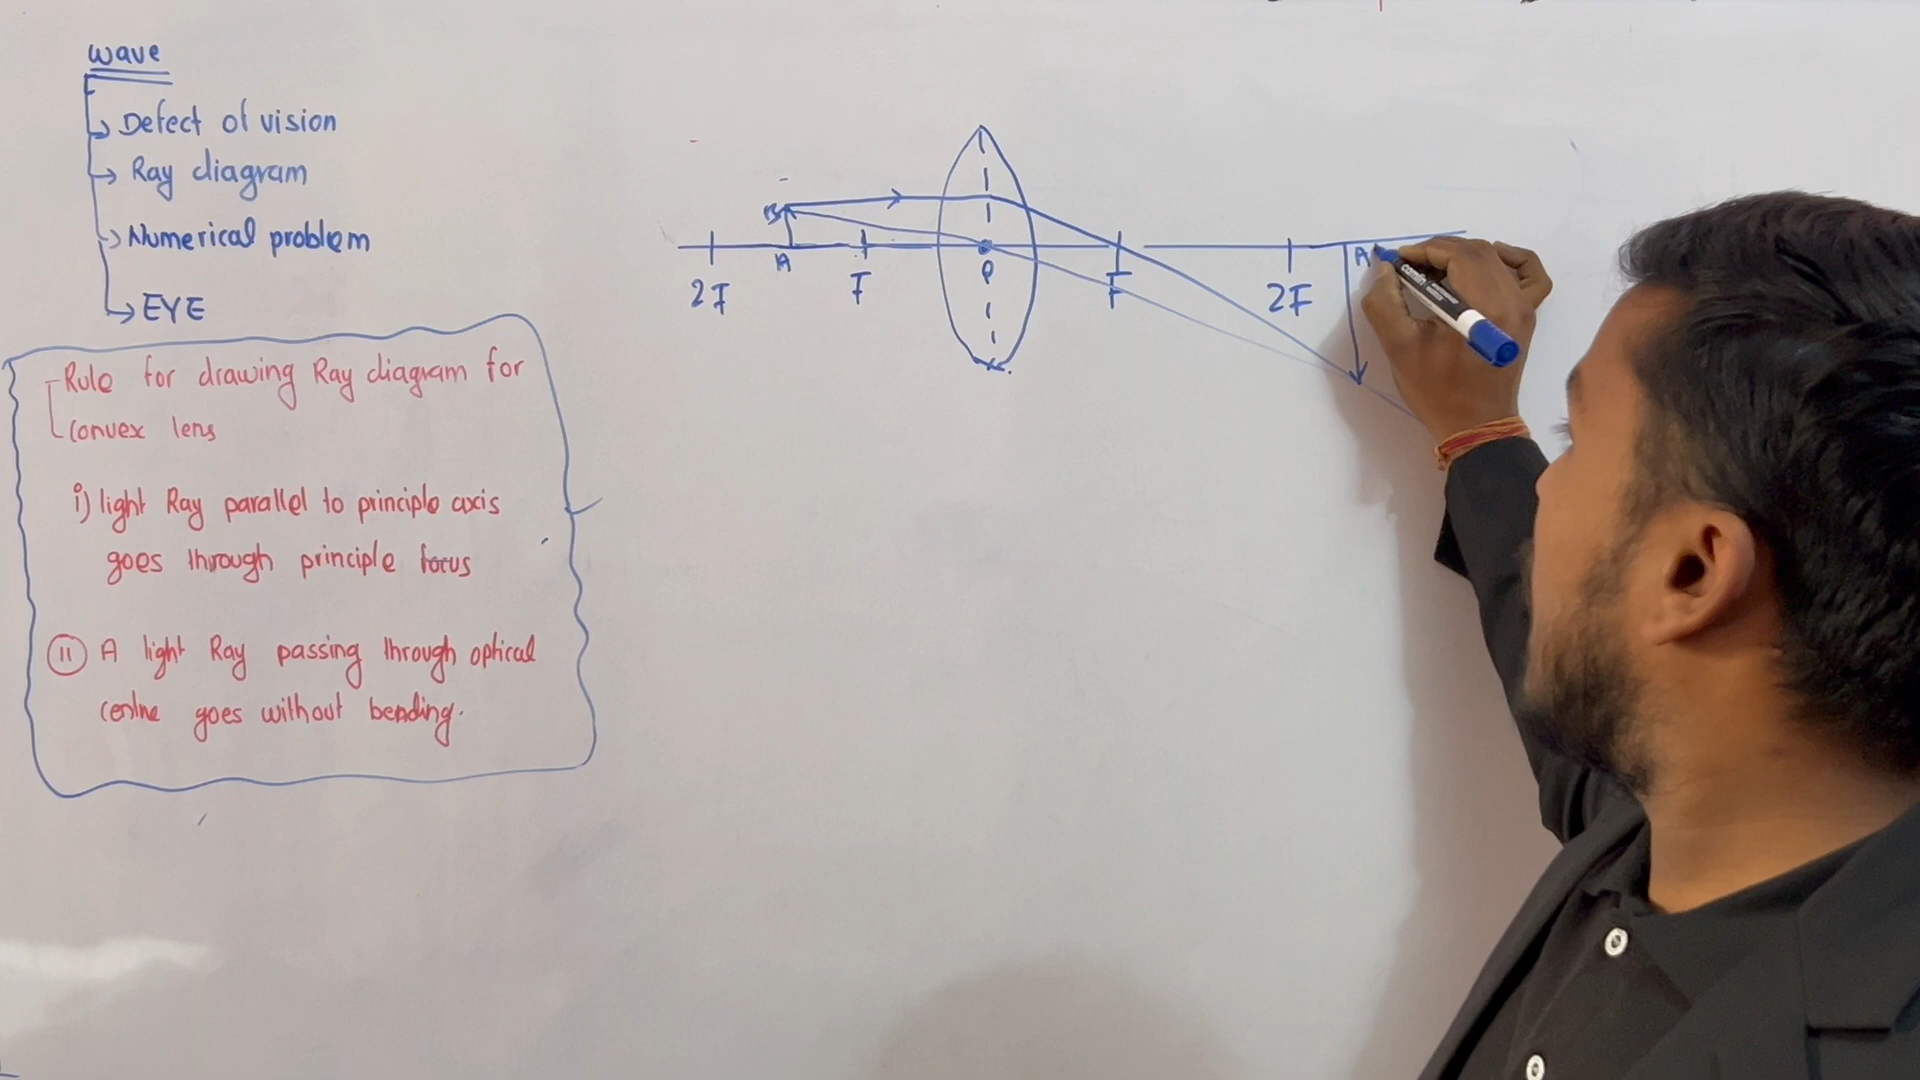 wave
Defect of vision
Ray diagram
Numerical problem
EYE
Rule for drawing Ray diagram for
convex lens
i) light Ray parallel to principle axis
goes through principle focus
11 A light Ray passing through optical
centre goes without bending.
B
A
2F
F
F
2F
A
camlin